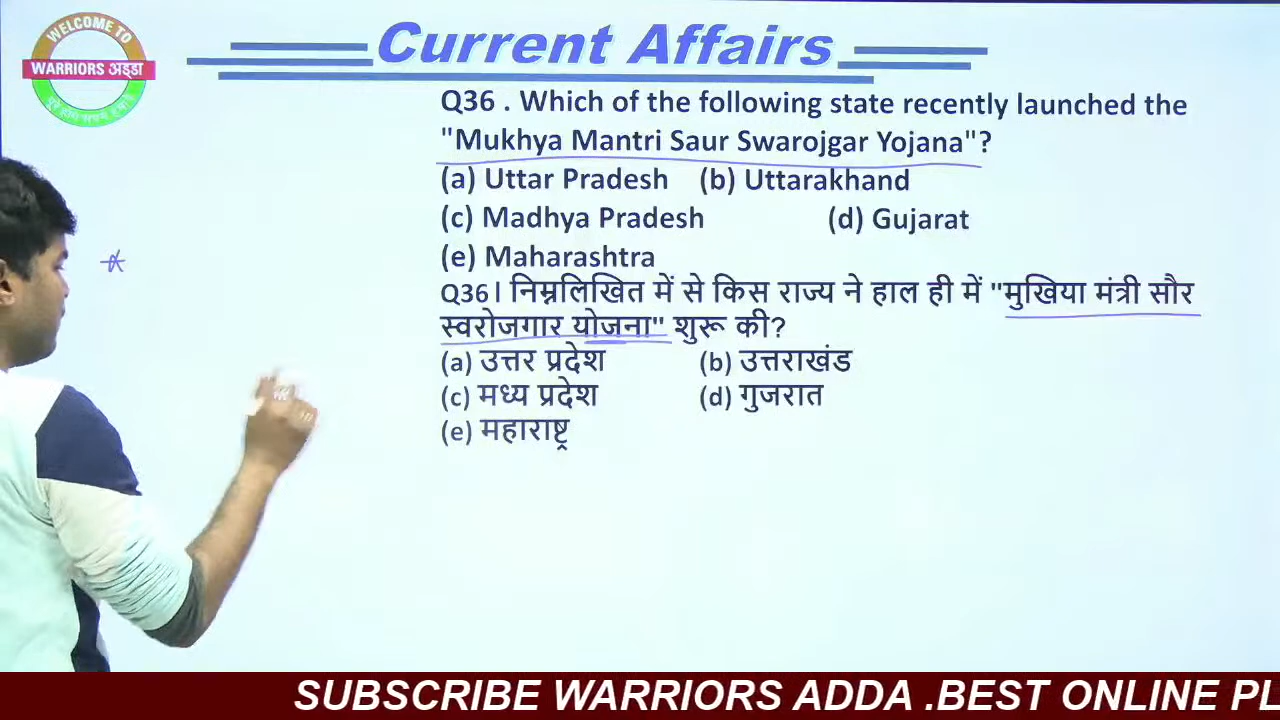 WELCOME TO
WARRIORS अड्डा
Current Affairs
Q36 . Which of the following state recently launched the
"Mukhya Mantri Saur Swarojgar Yojana"?
(a) Uttar Pradesh (b) Uttarakhand
(c) Madhya Pradesh (d) Gujarat
(e) Maharashtra
Q36। निम्नलिखित में से किस राज्य ने हाल ही में "मुखिया मंत्री सौर
स्वरोजगार योजना" शुरू की?
(a) उत्तर प्रदेश (b) उत्तराखंड
(c) मध्य प्रदेश (d) गुजरात
(e) महाराष्ट्र
SUBSCRIBE WARRIORS ADDA .BEST ONLINE PL